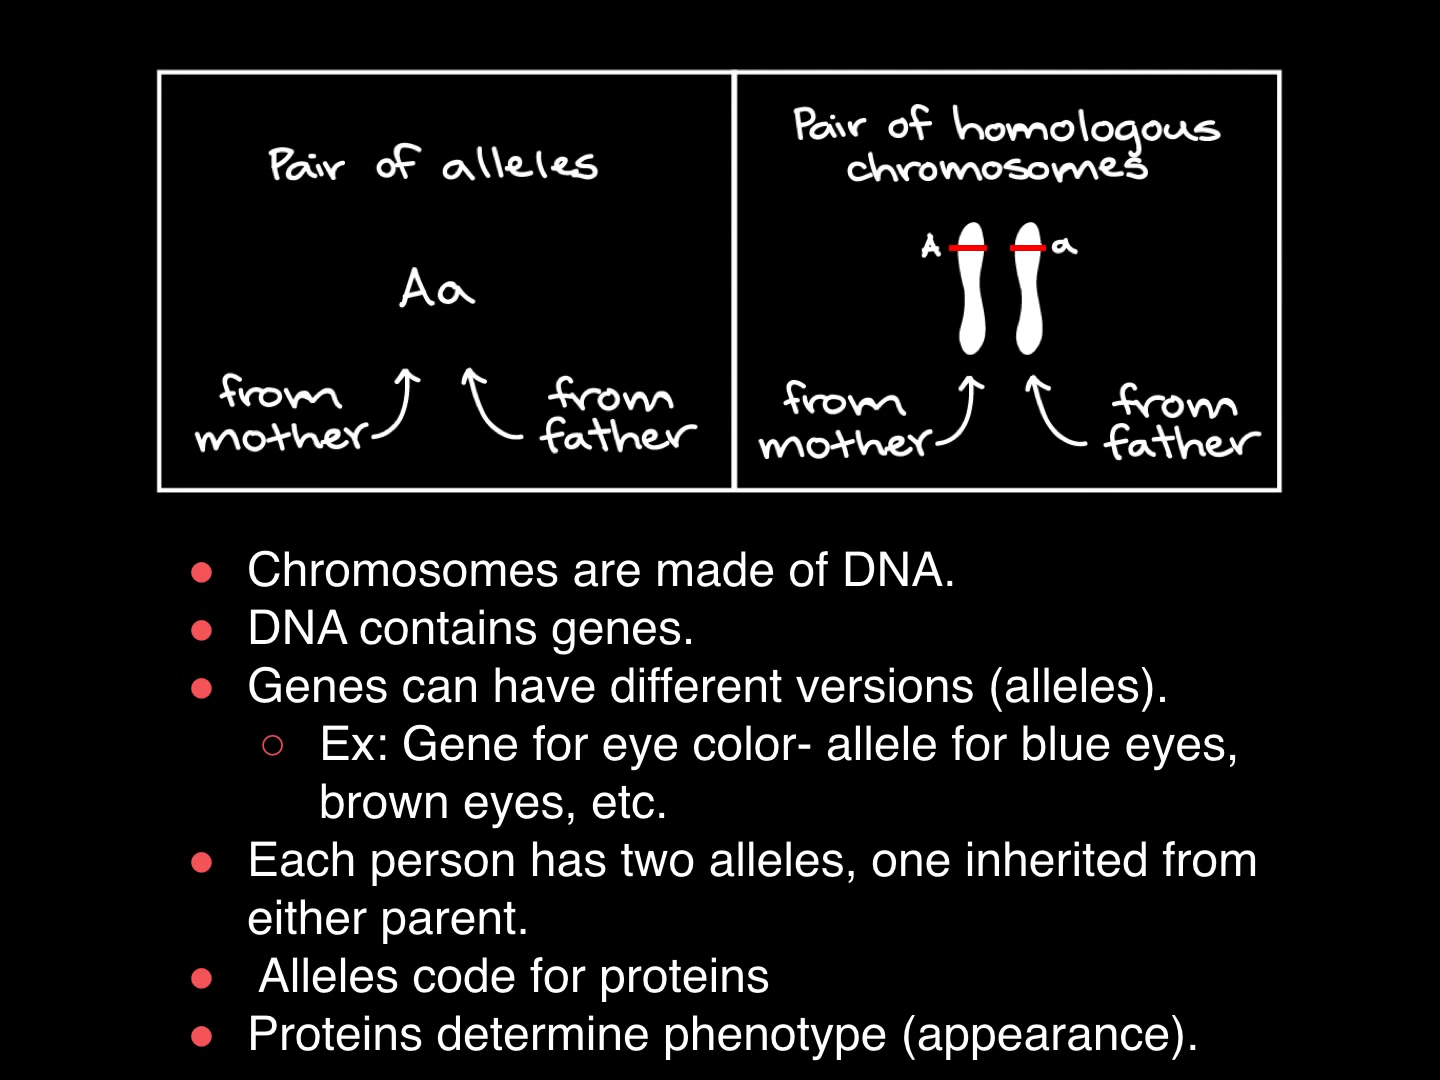 Pair of alleles
Aa
from
mother
from
father
Pair of homologous
chromosomes
A
a
from
mother
from
father
● Chromosomes are made of DNA.
● DNA contains genes.
● Genes can have different versions (alleles).
○ Ex: Gene for eye color- allele for blue eyes,
brown eyes, etc.
● Each person has two alleles, one inherited from
either parent.
● Alleles code for proteins
● Proteins determine phenotype (appearance).